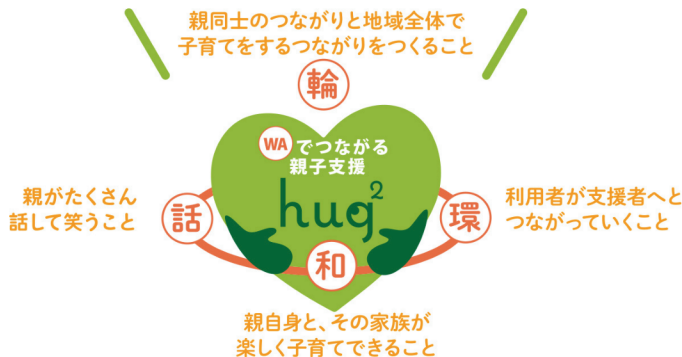 親同士のつながりと地域全体で
子育てをするつながりをつくること
輪
WAでつながる
親子支援
hug²
親がたくさん
話して笑うこと
話
環
利用者が支援者へと
つながっていくこと
和
親自身と、その家族が
楽しく子育てできること